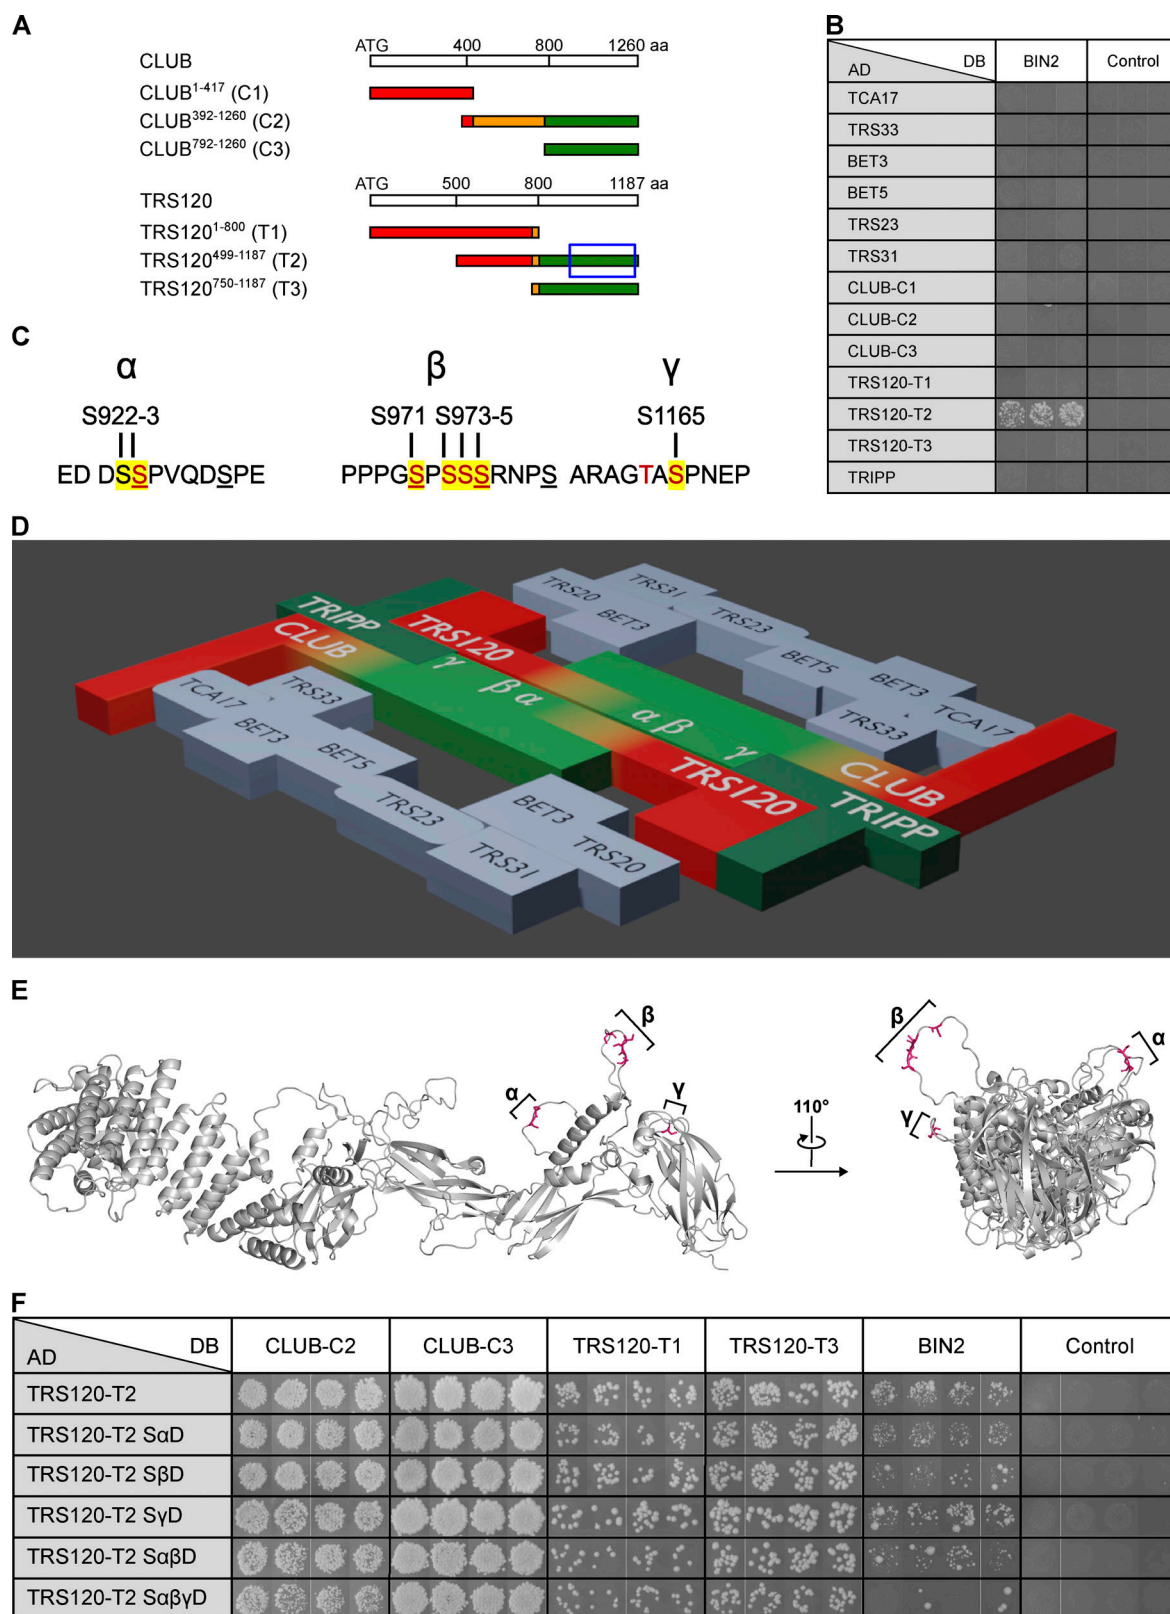 A
ATG 400 800 1260 aa
CLUB
CLUB1-417 (C1)
CLUB392-1260 (C2)
CLUB792-1260 (C3)
ATG 500 800 1187 aa
TRS120
TRS1201-800 (T1)
TRS120499-1187 (T2)
TRS120750-1187 (T3)
B
DB BIN2 Control
AD
TCA17
TRS33
BET3
BET5
TRS23
TRS31
CLUB-C1
CLUB-C2
CLUB-C3
TRS120-T1
TRS120-T2
TRS120-T3
TRIPP
C
α β γ
S922-3 S971 S973-5 S1165
ED DSSPVQDSPE PPPGSPSSSRNPS ARAGTASPNEP
D
TRS20 TRS31
BET3 TRS23
BET5 BET3
TRS33 TCA17
TRIPP TRS120
CLUB γ β α
α β γ CLUB
TRS120 TRIPP
TCA17 TRS33
BET3 BET5
TRS23 BET3
TRS31 TRS20
E
α β γ
110°
β α
γ
F
DB CLUB-C2 CLUB-C3 TRS120-T1 TRS120-T3 BIN2 Control
AD
TRS120-T2
TRS120-T2 SαD
TRS120-T2 SβD
TRS120-T2 SγD
TRS120-T2 SαβD
TRS120-T2 SαβγD